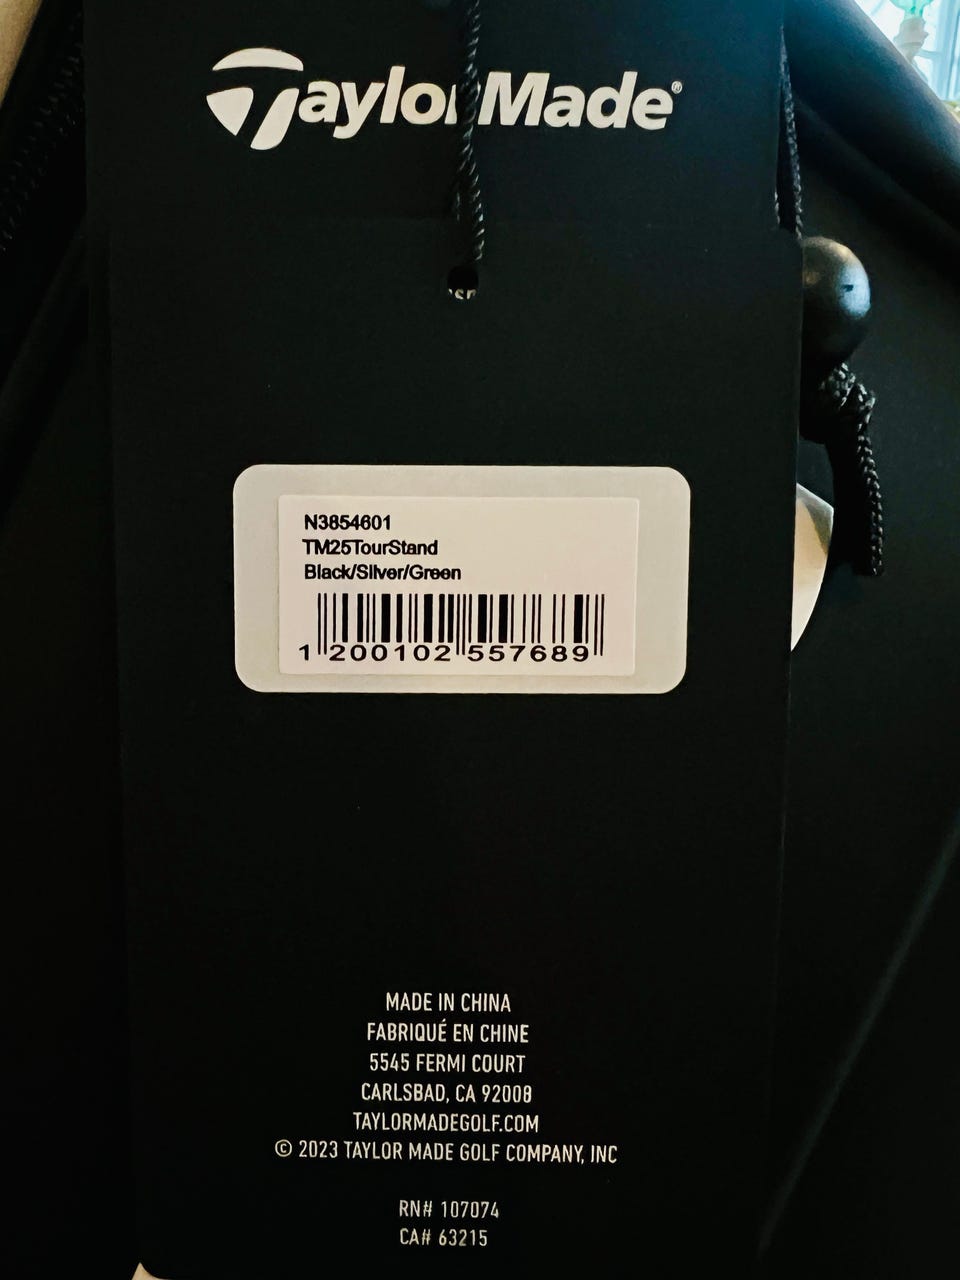 TaylorMade®
N3854601
TM25TourStand
Black/Silver/Green
1 200102 557689
MADE IN CHINA
FABRIQUÉ EN CHINE
5545 FERMI COURT
CARLSBAD, CA 92008
TAYLORMADEGOLF.COM
© 2023 TAYLOR MADE GOLF COMPANY, INC
RN# 107074
CA# 63215